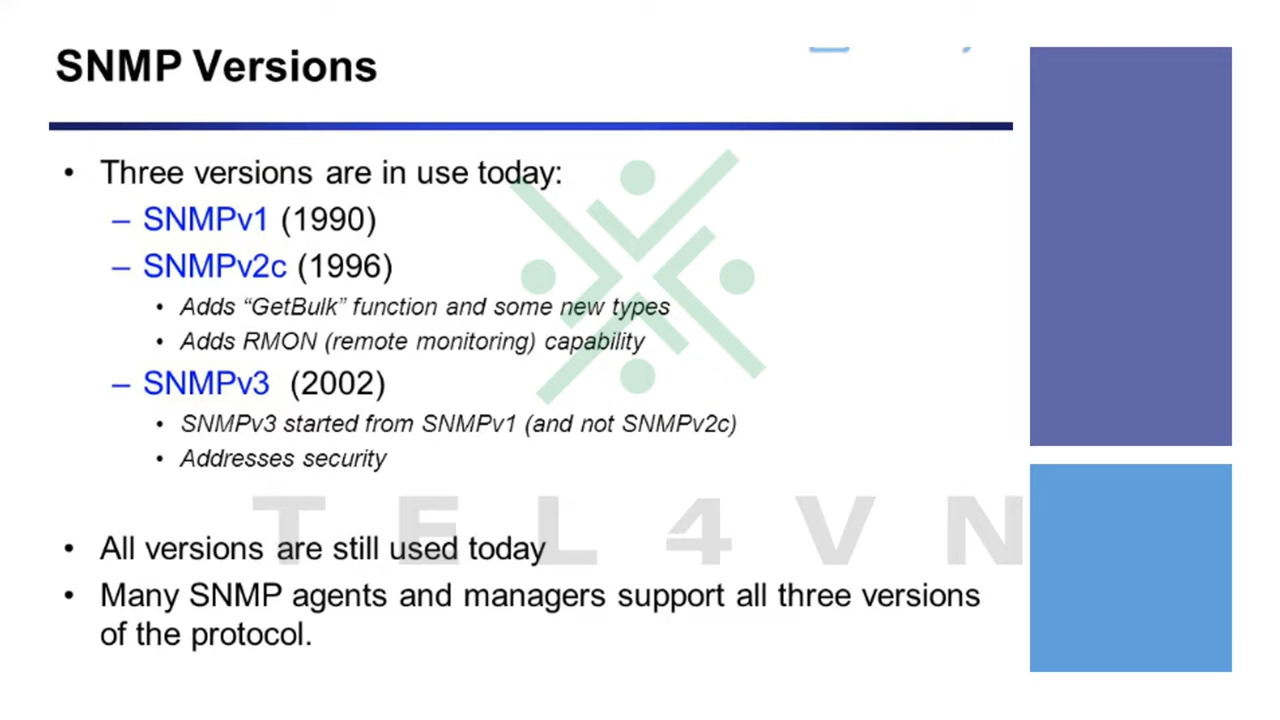 SNMP Versions
• Three versions are in use today:
– SNMPv1 (1990)
– SNMPv2c (1996)
• Adds “GetBulk” function and some new types
• Adds RMON (remote monitoring) capability
– SNMPv3 (2002)
• SNMPv3 started from SNMPv1 (and not SNMPv2c)
• Addresses security
TEL4VN
• All versions are still used today
• Many SNMP agents and managers support all three versions
of the protocol.